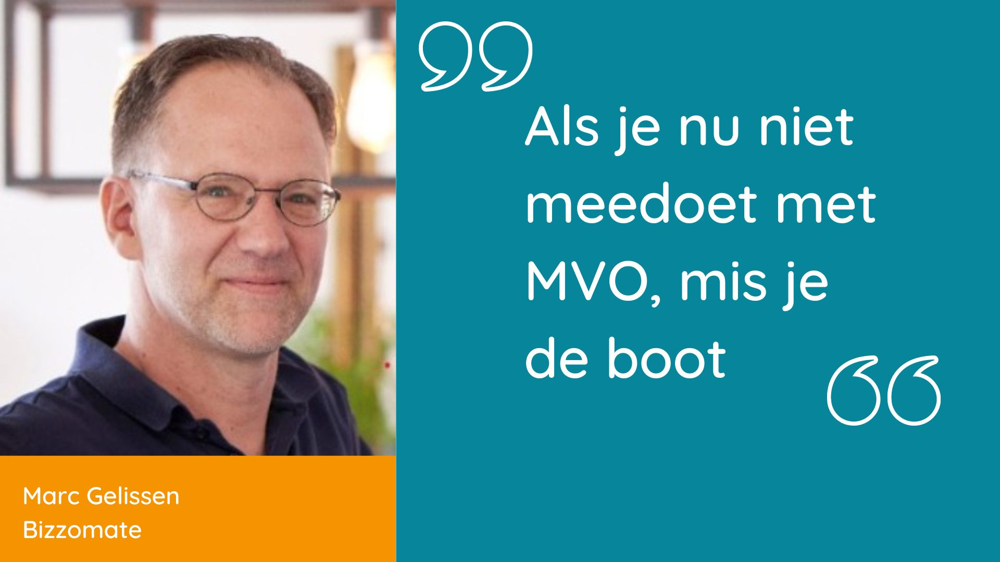 Als je nu niet
meedoet met
MVO, mis je
de boot
Marc Gelissen
Bizzomate